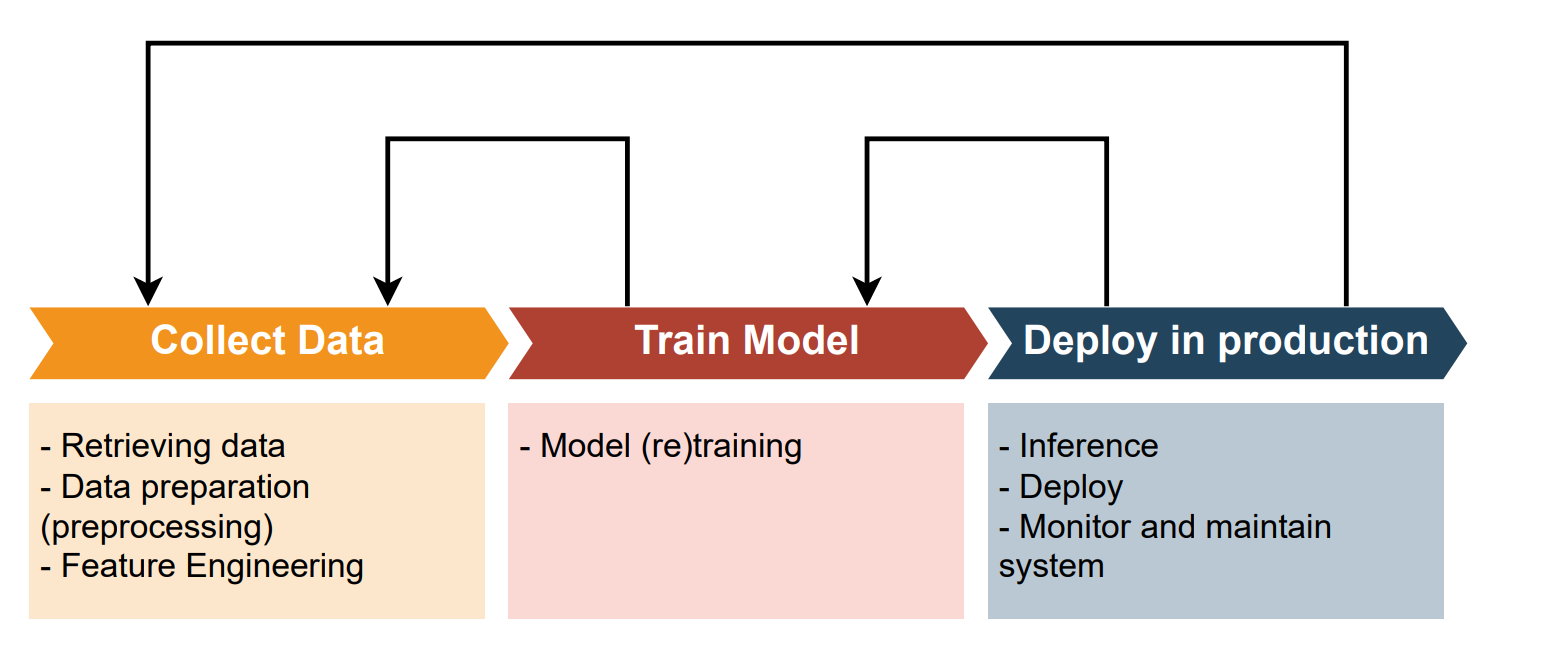 Collect Data
Train Model
Deploy in production
- Retrieving data
- Data preparation
(preprocessing)
- Feature Engineering
- Model (re)training
- Inference
- Deploy
- Monitor and maintain
system